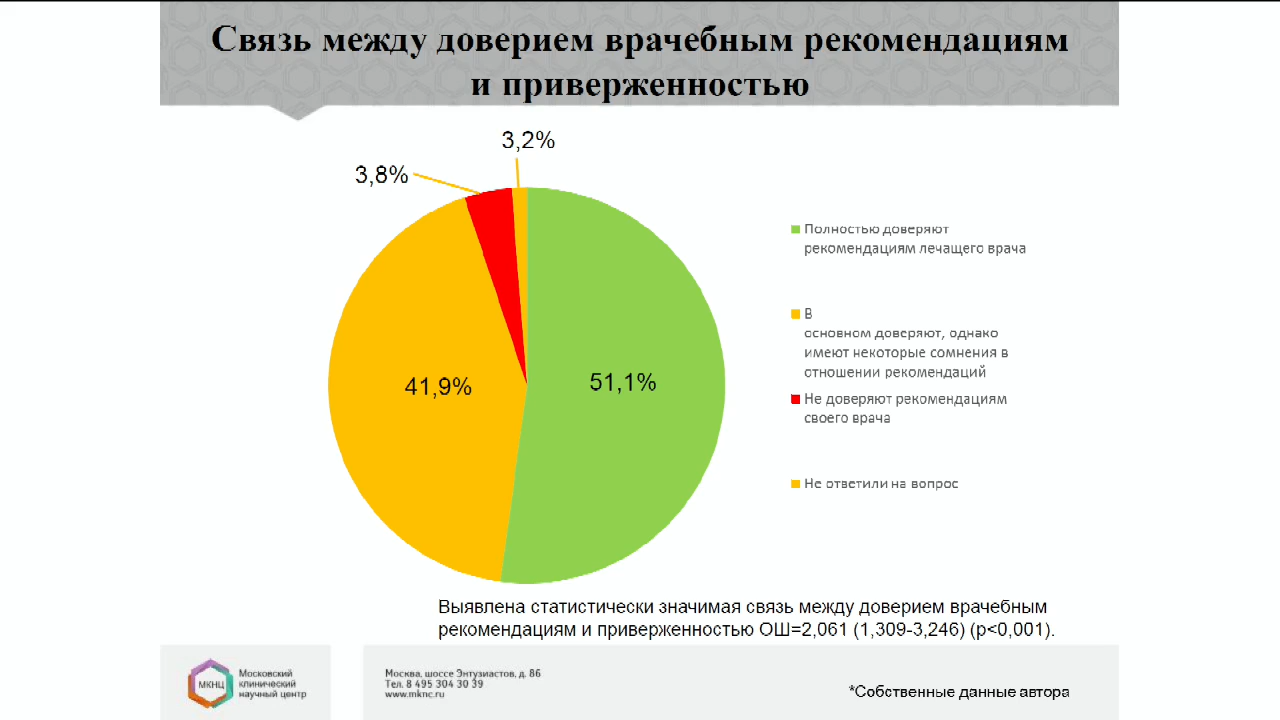 Связь между доверием врачебным рекомендациям
и приверженностью
3,2%
3,8%
41,9%
51,1%
Полностью доверяют
рекомендациям лечащего врача
В
основном доверяют, однако
имеют некоторые сомнения в
отношении рекомендаций
Не доверяют рекомендациям
своего врача
Не ответили на вопрос
Выявлена статистически значимая связь между доверием врачебным
рекомендациям и приверженностью ОШ=2,061 (1,309-3,246) (p<0,001).
МКНЦ
Московский
клинический
научный центр
Москва, шоссе Энтузиастов, д. 86
Тел. 8 495 304 30 39
www.mknc.ru
*Собственные данные автора